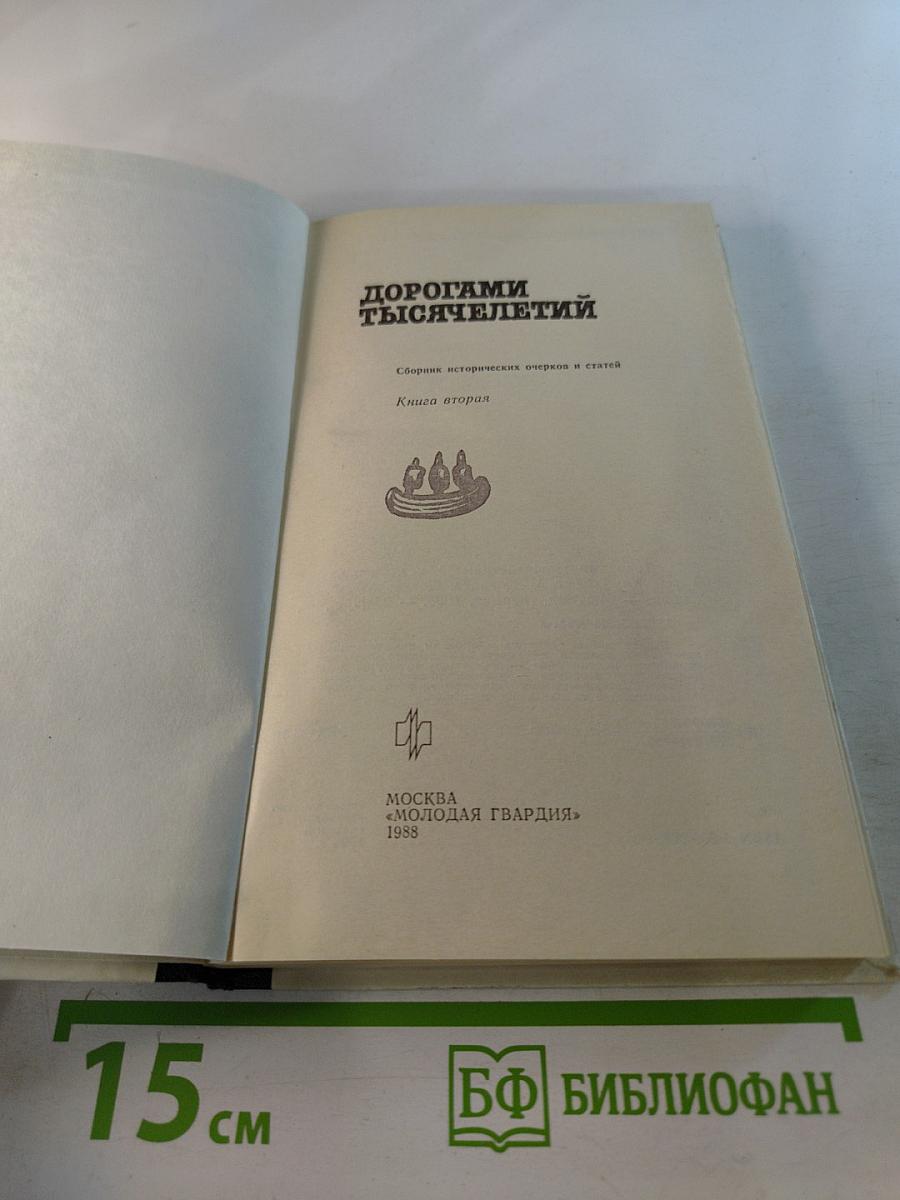 ДОРОГАМИ
ТЫСЯЧЕЛЕТИЙ
Сборник исторических очерков и статей
Книга вторая
МОСКВА
«МОЛОДАЯ ГВАРДИЯ»
1988
15 см
БФ БИБЛИОФАН